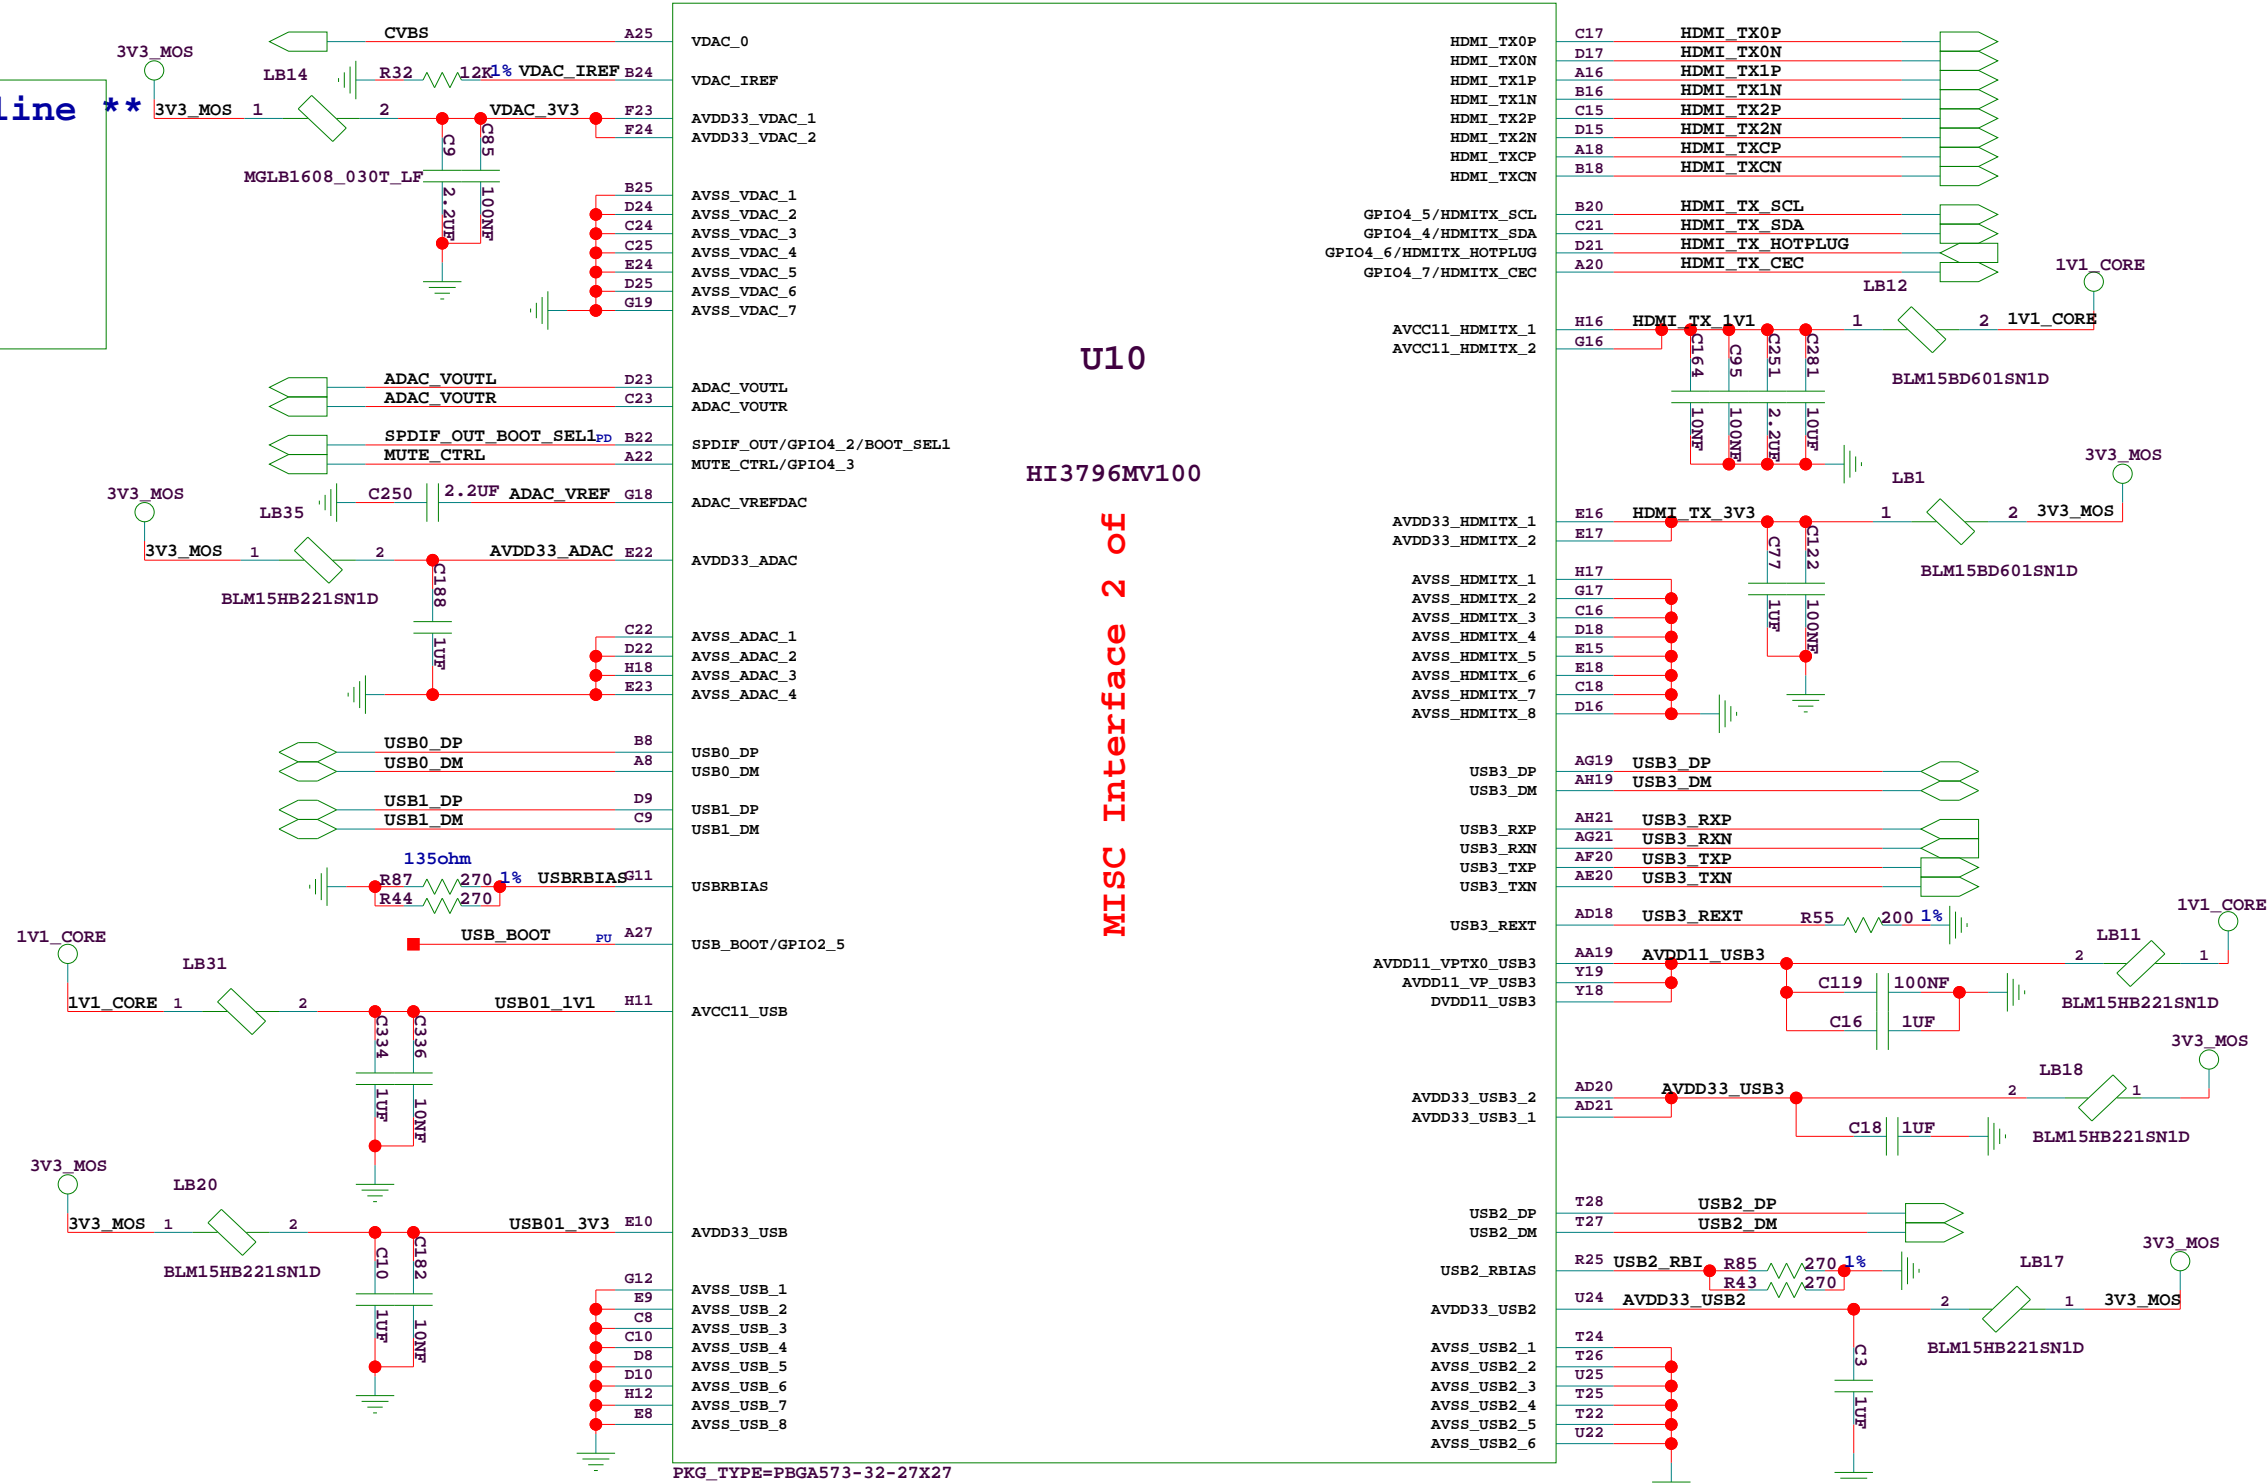 line **
3V3_MOS
LB14
3V3_MOS 1 2 VDAC_3V3
MGLB1608_030T_LF
C9 2.2UF
C85 100NF
CVBS A25 VDAC_0
R32 12K 1% VDAC_IREF B24 VDAC_IREF
F23 AVDD33_VDAC_1
F24 AVDD33_VDAC_2
B25 AVSS_VDAC_1
D24 AVSS_VDAC_2
C24 AVSS_VDAC_3
C25 AVSS_VDAC_4
E24 AVSS_VDAC_5
D25 AVSS_VDAC_6
G19 AVSS_VDAC_7
ADAC_VOUTL D23 ADAC_VOUTL
ADAC_VOUTR C23 ADAC_VOUTR
SPDIF_OUT_BOOT_SEL1 PD B22 SPDIF_OUT/GPIO4_2/BOOT_SEL1
MUTE_CTRL A22 MUTE_CTRL/GPIO4_3
C250 2.2UF ADAC_VREF G18 ADAC_VREFDAC
3V3_MOS
LB35
3V3_MOS 1 2 AVDD33_ADAC E22 AVDD33_ADAC
BLM15HB221SN1D
C188 1UF
C22 AVSS_ADAC_1
D22 AVSS_ADAC_2
H18 AVSS_ADAC_3
E23 AVSS_ADAC_4
USB0_DP B8 USB0_DP
USB0_DM A8 USB0_DM
USB1_DP D9 USB1_DP
USB1_DM C9 USB1_DM
135ohm
R87 270 1% USBRBIAS G11 USBRBIAS
R44 270
USB_BOOT PU A27 USB_BOOT/GPIO2_5
1V1_CORE
LB31
1V1_CORE 1 2 USB01_1V1 H11 AVCC11_USB
C334 1UF
C336 10NF
3V3_MOS
LB20
3V3_MOS 1 2 USB01_3V3 E10 AVDD33_USB
BLM15HB221SN1D
C10 1UF
C182 10NF
G12 AVSS_USB_1
E9 AVSS_USB_2
C8 AVSS_USB_3
C10 AVSS_USB_4
D8 AVSS_USB_5
D10 AVSS_USB_6
H12 AVSS_USB_7
E8 AVSS_USB_8
PKG_TYPE=PBGA573-32-27X27
U10
HI3796MV100
MISC Interface 2 of
HDMI_TX0P C17 HDMI_TX0P
HDMI_TX0N D17 HDMI_TX0N
HDMI_TX1P A16 HDMI_TX1P
HDMI_TX1N B16 HDMI_TX1N
HDMI_TX2P C15 HDMI_TX2P
HDMI_TX2N D15 HDMI_TX2N
HDMI_TXCP A18 HDMI_TXCP
HDMI_TXCN B18 HDMI_TXCN
GPIO4_5/HDMITX_SCL B20 HDMI_TX_SCL
GPIO4_4/HDMITX_SDA C21 HDMI_TX_SDA
GPIO4_6/HDMITX_HOTPLUG D21 HDMI_TX_HOTPLUG
GPIO4_7/HDMITX_CEC A20 HDMI_TX_CEC
1V1_CORE
LB12
AVCC11_HDMITX_1 H16 HDMI_TX_1V1 1 2 1V1_CORE
AVCC11_HDMITX_2 G16
BLM15BD601SN1D
C164 10NF
C95 100NF
C251 2.2UF
C281 10UF
3V3_MOS
LB1
AVDD33_HDMITX_1 E16 HDMI_TX_3V3 1 2 3V3_MOS
AVDD33_HDMITX_2 E17
BLM15BD601SN1D
C77 1UF
C122 100NF
AVSS_HDMITX_1 H17
AVSS_HDMITX_2 G17
AVSS_HDMITX_3 C16
AVSS_HDMITX_4 D18
AVSS_HDMITX_5 E15
AVSS_HDMITX_6 E18
AVSS_HDMITX_7 C18
AVSS_HDMITX_8 D16
USB3_DP AG19 USB3_DP
USB3_DM AH19 USB3_DM
USB3_RXP AH21 USB3_RXP
USB3_RXN AG21 USB3_RXN
USB3_TXP AF20 USB3_TXP
USB3_TXN AE20 USB3_TXN
USB3_REXT AD18 USB3_REXT R55 200 1%
1V1_CORE
LB11
AVDD11_VPTX0_USB3 AA19 AVDD11_USB3 2 1
AVDD11_VP_USB3 Y19
DVDD11_USB3 Y18
C119 100NF
C16 1UF
BLM15HB221SN1D
3V3_MOS
LB18
AVDD33_USB3_2 AD20 AVDD33_USB3 2 1
AVDD33_USB3_1 AD21
C18 1UF
BLM15HB221SN1D
USB2_DP T28 USB2_DP
USB2_DM T27 USB2_DM
USB2_RBIAS R25 USB2_RBI R85 270 1%
R43 270
3V3_MOS
LB17
AVDD33_USB2 U24 AVDD33_USB2 2 1 3V3_MOS
BLM15HB221SN1D
C3 1UF
AVSS_USB2_1 T24
AVSS_USB2_2 T26
AVSS_USB2_3 U25
AVSS_USB2_4 T25
AVSS_USB2_5 T22
AVSS_USB2_6 U22